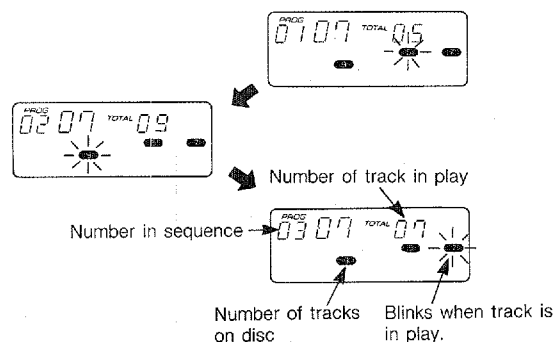 PROG
01 07 TOTAL 05
PROG
02 07 TOTAL 09
Number of track in play
PROG
Number in sequence 03 07 TOTAL 07
Number of tracks
on disc
Blinks when track is
in play.